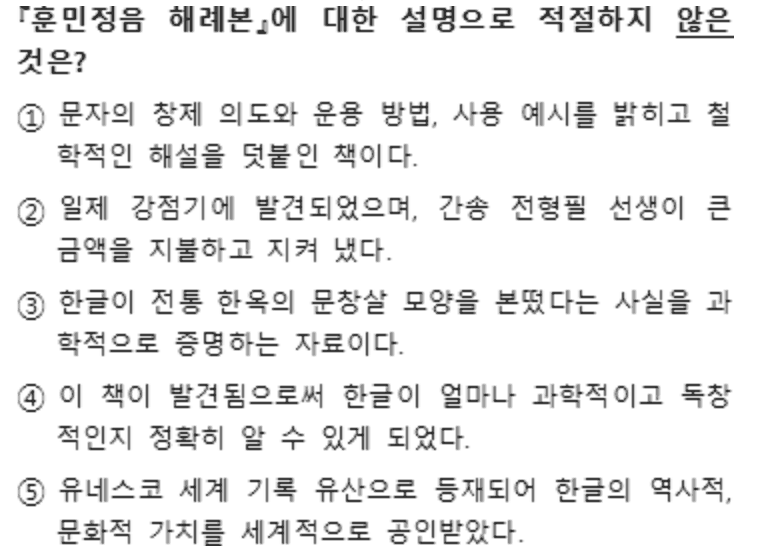 『훈민정음 해례본』에 대한 설명으로 적절하지 않은
것은?
① 문자의 창제 의도와 운용 방법, 사용 예시를 밝히고 철
학적인 해설을 덧붙인 책이다.
② 일제 강점기에 발견되었으며, 간송 전형필 선생이 큰
금액을 지불하고 지켜 냈다.
③ 한글이 전통 한옥의 문창살 모양을 본떴다는 사실을 과
학적으로 증명하는 자료이다.
④ 이 책이 발견됨으로써 한글이 얼마나 과학적이고 독창
적인지 정확히 알 수 있게 되었다.
⑤ 유네스코 세계 기록 유산으로 등재되어 한글의 역사적,
문화적 가치를 세계적으로 공인받았다.